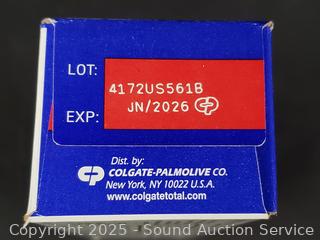 LOT:
4172US561B
JN/2026
EXP:
Dist. by:
COLGATE-PALMOLIVE CO.
New York, NY 10022 U.S.A.
www.colgatetotal.com
Copyright © 2025 - Sound Auction Service